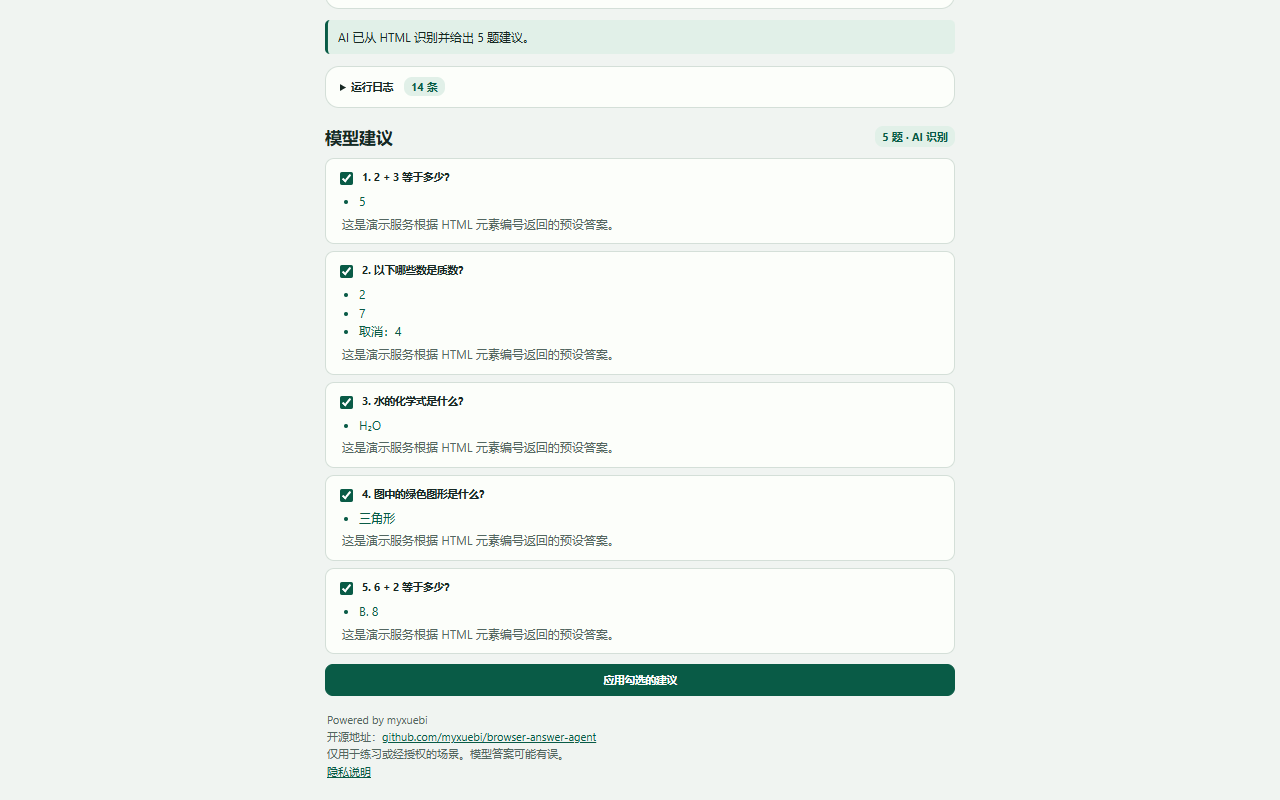 AI 已从 HTML 识别并给出 5 题建议。
运行日志 14 条
模型建议 5 题 · AI 识别
1. 2 + 3 等于多少?
5
这是演示服务根据 HTML 元素编号返回的预设答案。
2. 以下哪些数是质数?
2
7
取消：4
这是演示服务根据 HTML 元素编号返回的预设答案。
3. 水的化学式是什么?
H₂O
这是演示服务根据 HTML 元素编号返回的预设答案。
4. 图中的绿色图形是什么?
三角形
这是演示服务根据 HTML 元素编号返回的预设答案。
5. 6 + 2 等于多少?
B. 8
这是演示服务根据 HTML 元素编号返回的预设答案。
应用勾选的建议
Powered by myxuebi
开源地址：github.com/myxuebi/browser-answer-agent
仅用于练习或经授权的场景。模型答案可能有误。
隐私说明